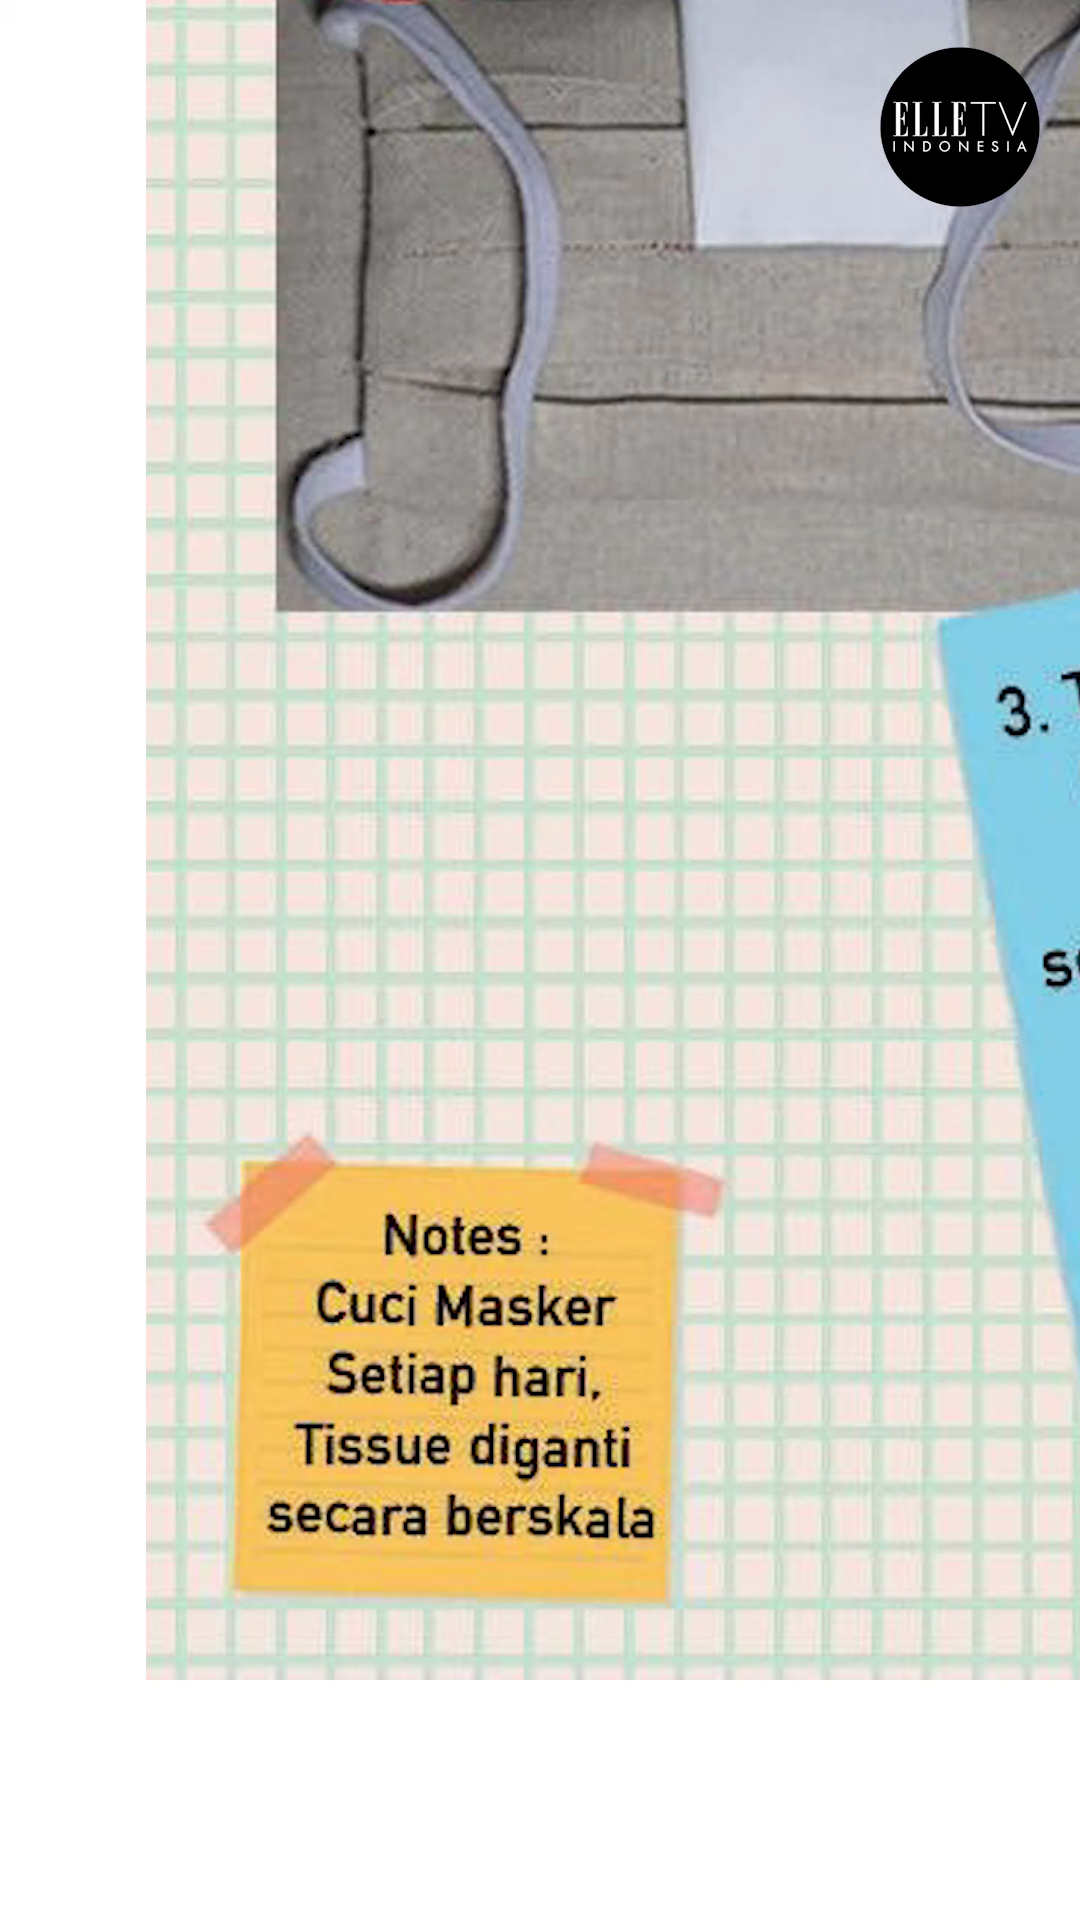 ELLETV
INDONESIA
3.
Notes :
Cuci Masker
Setiap hari,
Tissue diganti
secara berskala